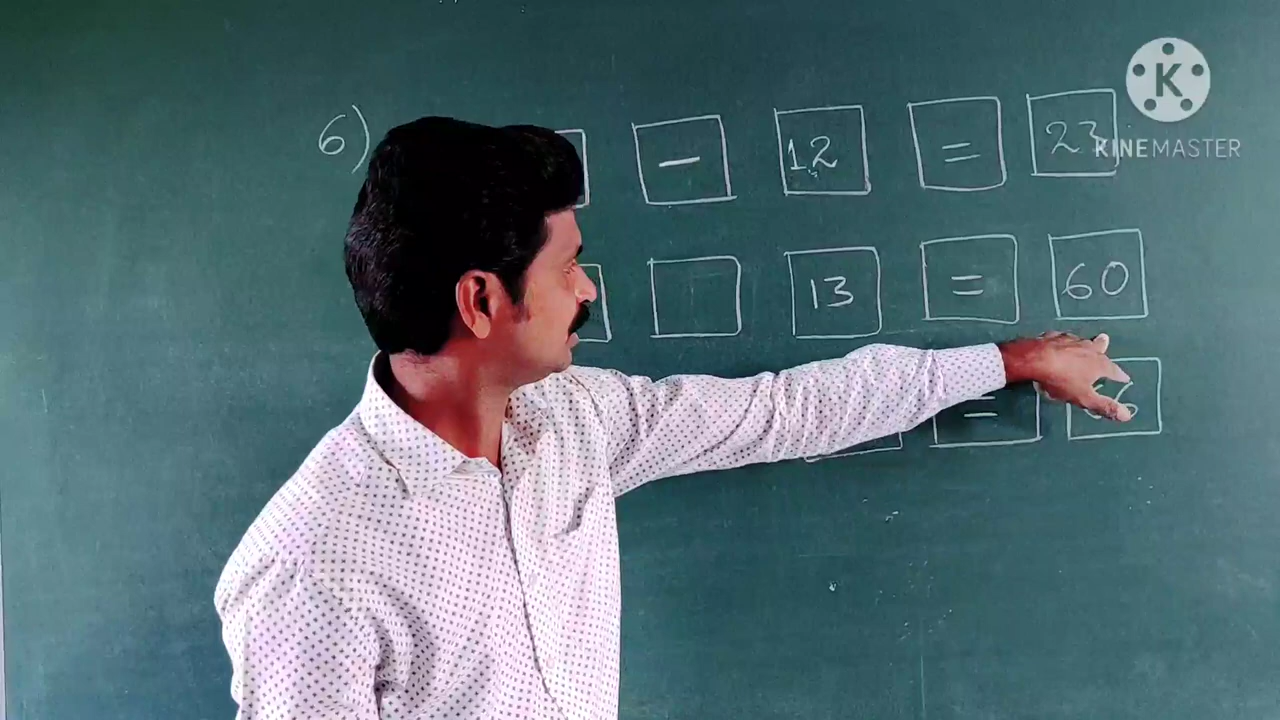 6) - 12 = 23
13 = 60
=
K
KINEMASTER